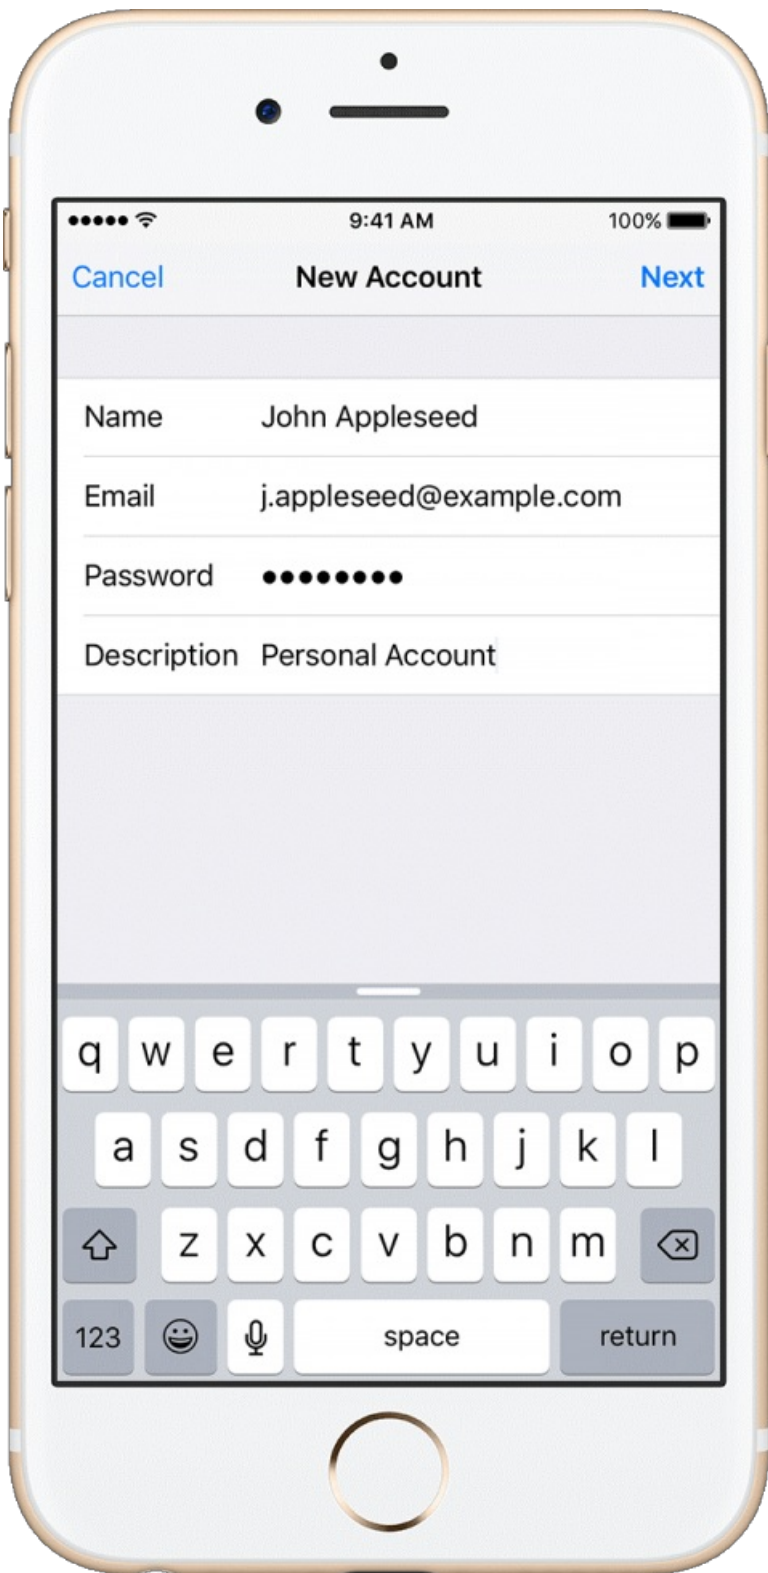 9:41 AM 100%
Cancel New Account Next
Name John Appleseed
Email j.appleseed@example.com
Password ••••••••
Description Personal Account
q w e r t y u i o p
a s d f g h j k l
z x c v b n m
123 space return